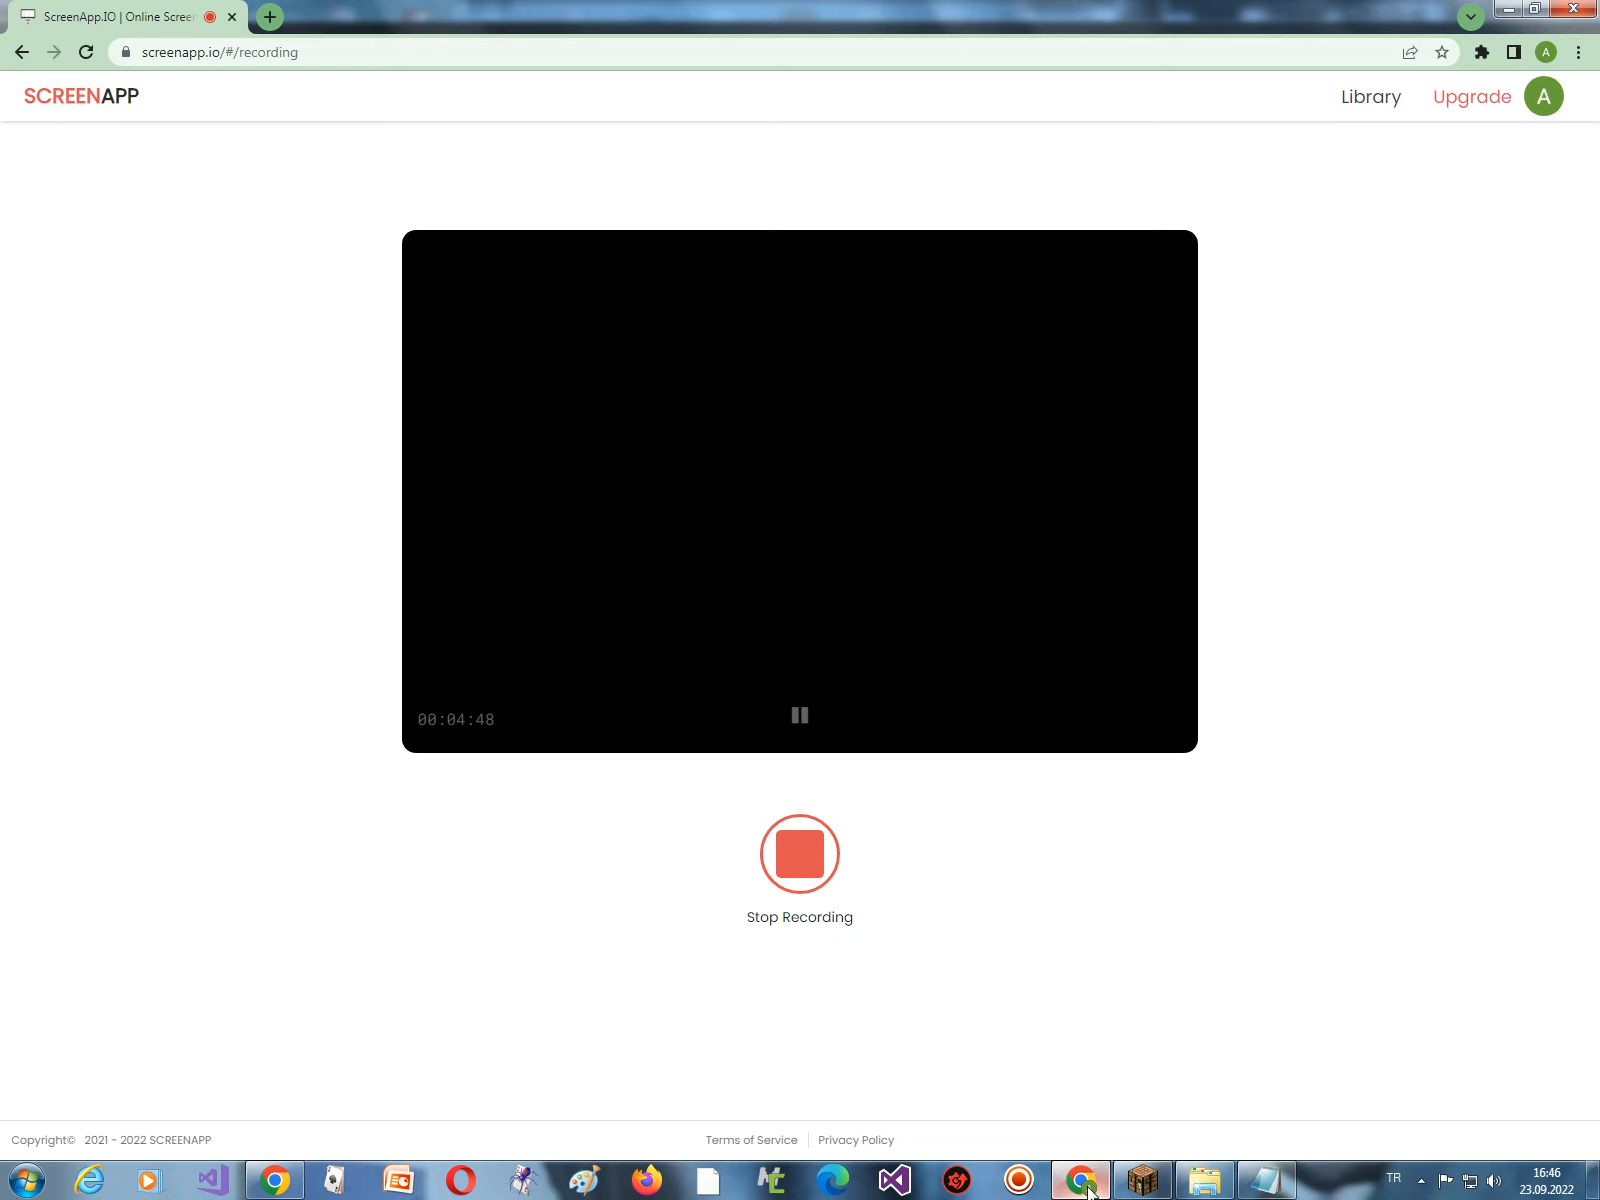 ScreenApp.IO | Online Screen
screenapp.io/#/recording
A
SCREENAPP
Library
Upgrade
A
00:04:48
Stop Recording
Copyright© 2021 - 2022 SCREENAPP
Terms of Service
Privacy Policy
TR
16:46
23.09.2022